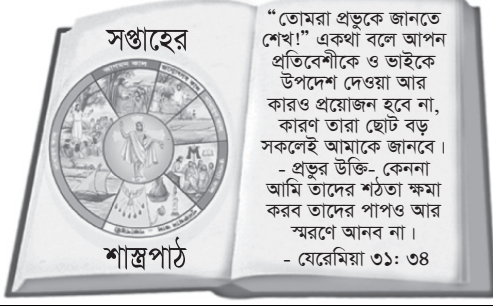 সপ্তাহের
শাস্ত্রপাঠ
“তোমরা প্রভুকে জানতে
শেখ!” একথা বলে আপন
প্রতিবেশীকে ও ভাইকে
উপদেশ দেওয়া আর
কারও প্রয়োজন হবে না,
কারণ তারা ছোট বড়
সকলেই আমাকে জানবে।
- প্রভুর উক্তি- কেননা
আমি তাদের শঠতা ক্ষমা
করব তাদের পাপও আর
স্মরণে আনব না।
- যেরেমিয়া ৩১: ৩৪